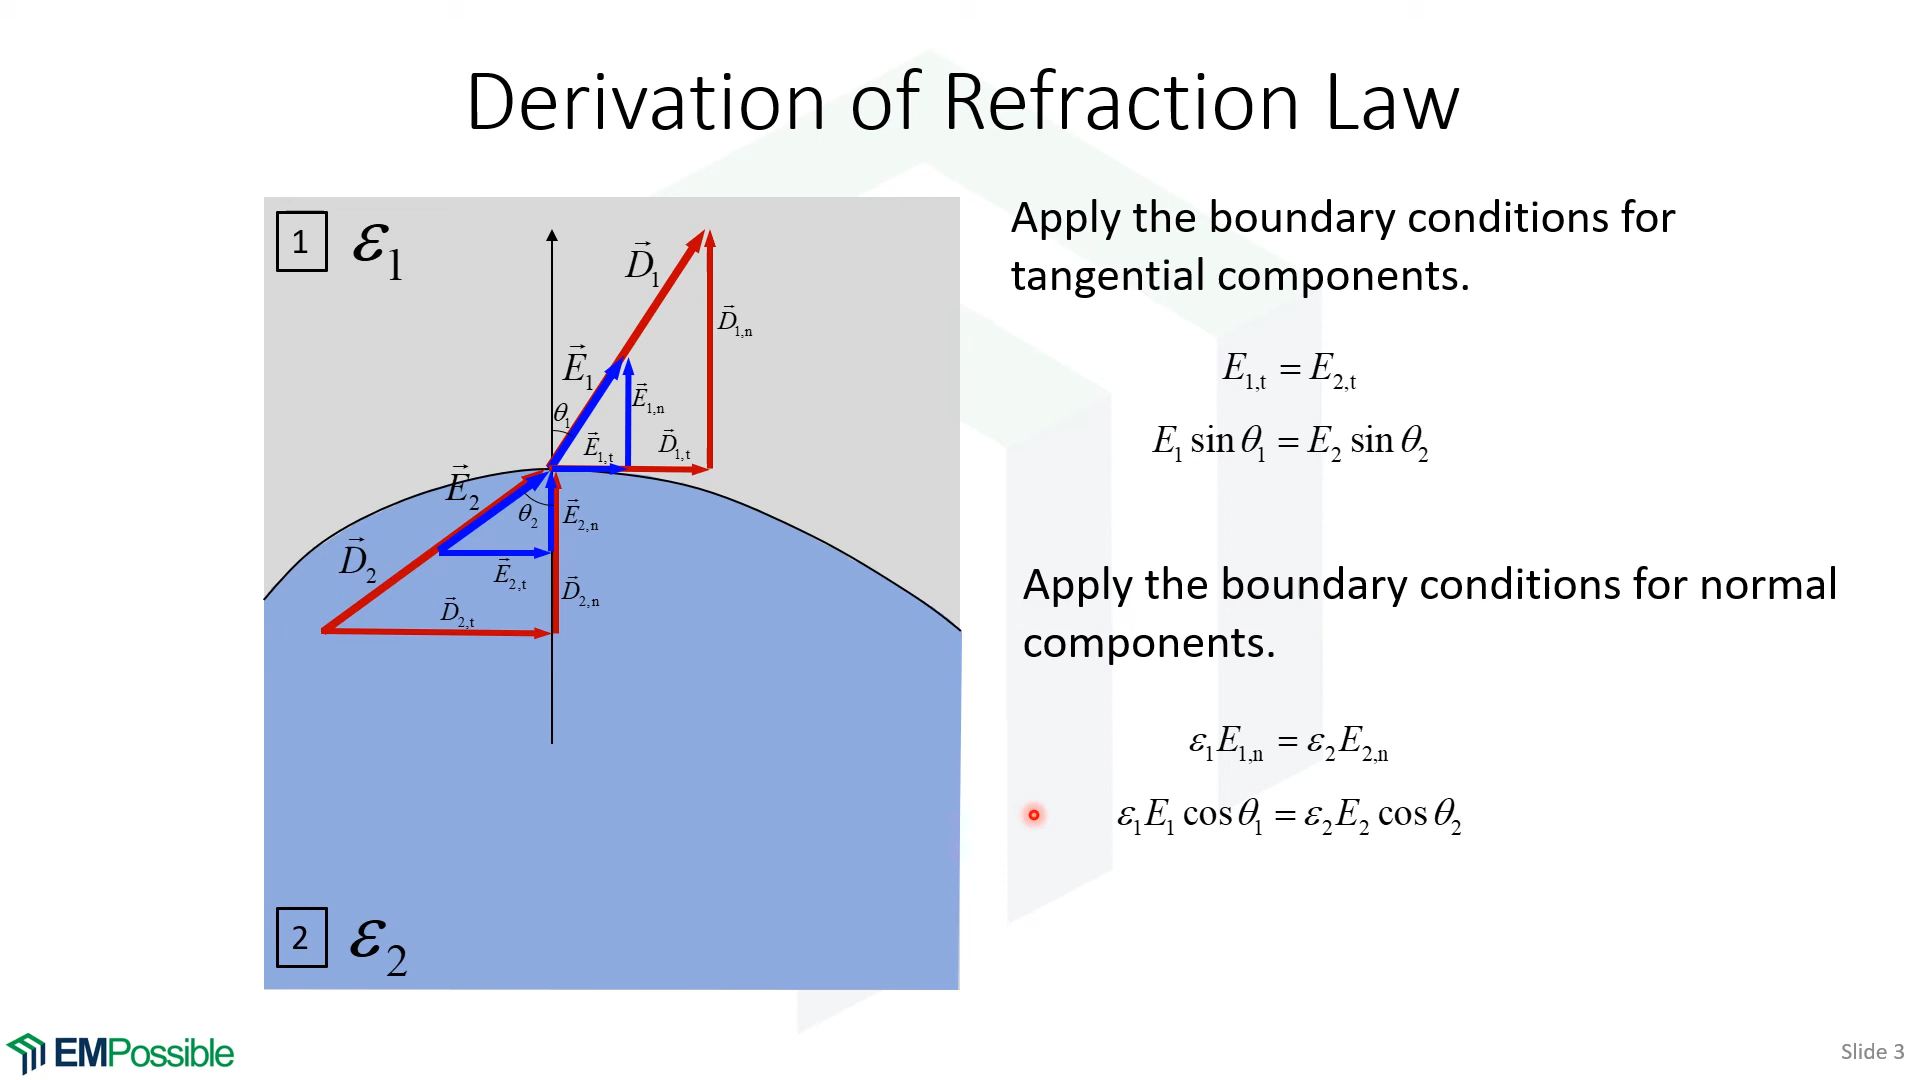 Derivation of Refraction Law
1
ε₁
D⃗₁
D⃗₁,ₙ
E⃗₁
E⃗₁,ₙ
θ₁
E⃗₁,ₜ
D⃗₁,ₜ
E⃗₂
θ₂
E⃗₂,ₙ
D⃗₂
E⃗₂,ₜ
D⃗₂,ₙ
D⃗₂,ₜ
2
ε₂
Apply the boundary conditions for
tangential components.
E₁,ₜ = E₂,ₜ
E₁ sin θ₁ = E₂ sin θ₂
Apply the boundary conditions for normal
components.
ε₁E₁,ₙ = ε₂E₂,ₙ
ε₁E₁ cos θ₁ = ε₂E₂ cos θ₂
EMPossible
Slide 3